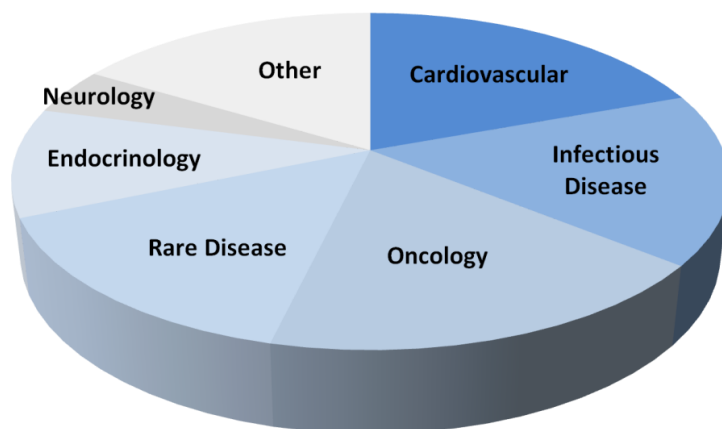 Other
Cardiovascular
Neurology
Endocrinology
Infectious
Disease
Rare Disease
Oncology